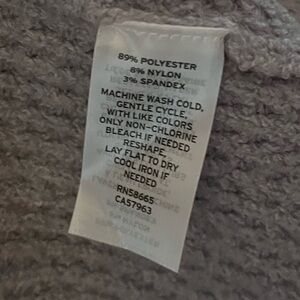 89% POLYESTER
8% NYLON
3% SPANDEX
MACHINE WASH COLD,
GENTLE CYCLE,
WITH LIKE COLORS
ONLY NON-CHLORINE
BLEACH IF NEEDED
RESHAPE,
LAY FLAT TO DRY
COOL IRON IF
NEEDED
RN58665
CA57963